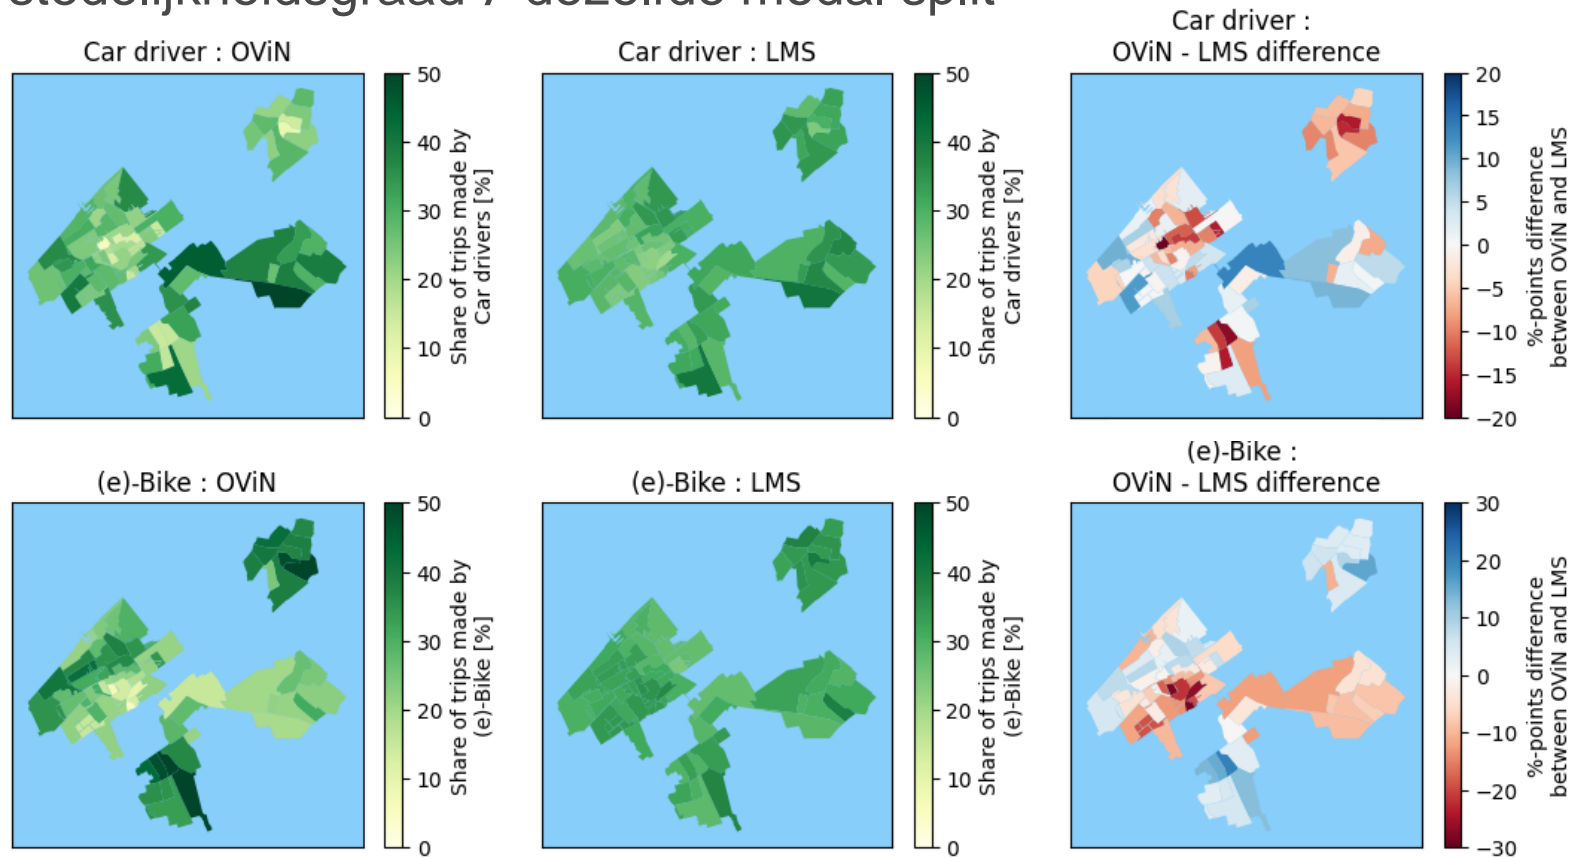 stedelijkheidsgraad 7 dezelfde modal split
Car driver : OViN
Car driver : LMS
Car driver :
OViN - LMS difference
50
40
30
20
10
0
Share of trips made by
Car drivers [%]
50
40
30
20
10
0
Share of trips made by
Car drivers [%]
20
15
10
5
0
−5
−10
−15
−20
%-points difference
between OViN and LMS
(e)-Bike : OViN
(e)-Bike : LMS
(e)-Bike :
OViN - LMS difference
50
40
30
20
10
0
Share of trips made by
(e)-Bike [%]
50
40
30
20
10
0
Share of trips made by
(e)-Bike [%]
30
20
10
0
−10
−20
−30
%-points difference
between OViN and LMS